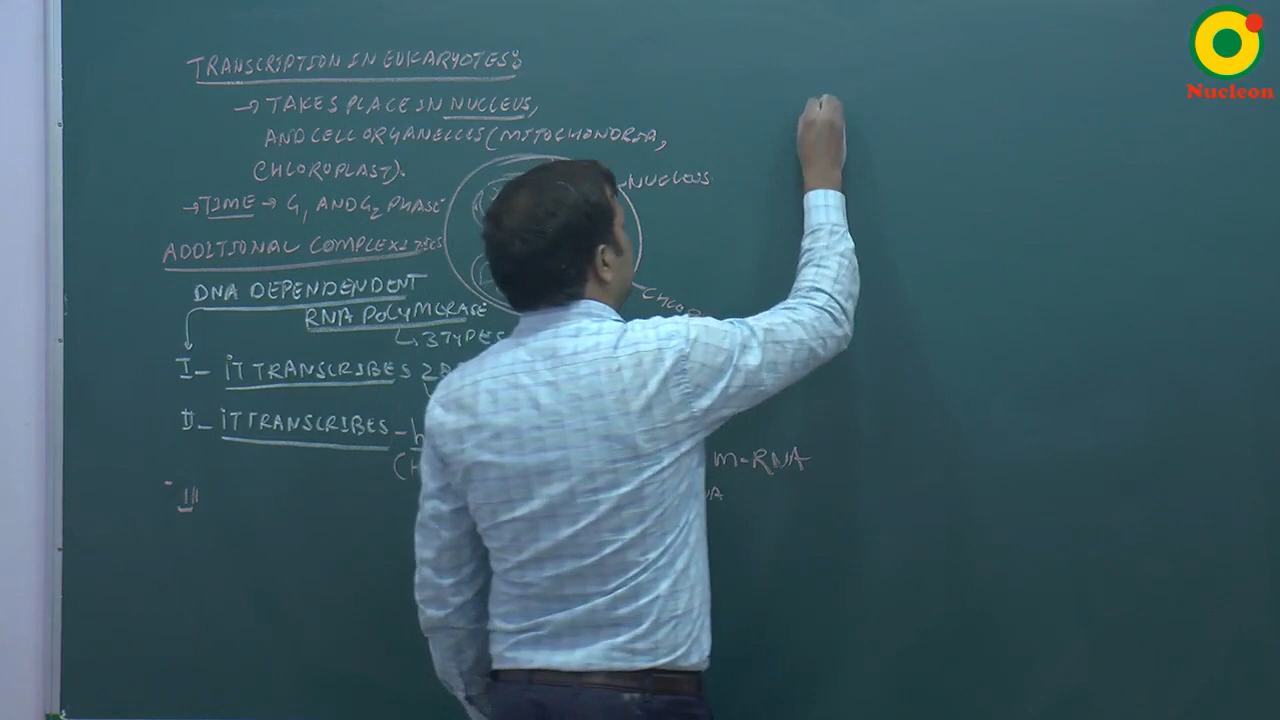 TRANSCRIPTION IN EUKARYOTES:
→ TAKES PLACE IN NUCLEUS,
AND CELL ORGANELLES (MITOCHONDRIA,
CHLOROPLAST).
NUCLEUS
→ TIME → G1 AND G2 PHASE
ADDITIONAL COMPLEXITIES
DNA DEPENDENDENT
RNA POLYMERASE
↳ 3 TYPES
I - IT TRANSCRIBES
II - IT TRANSCRIBES - h
m-RNA
III
Nucleon